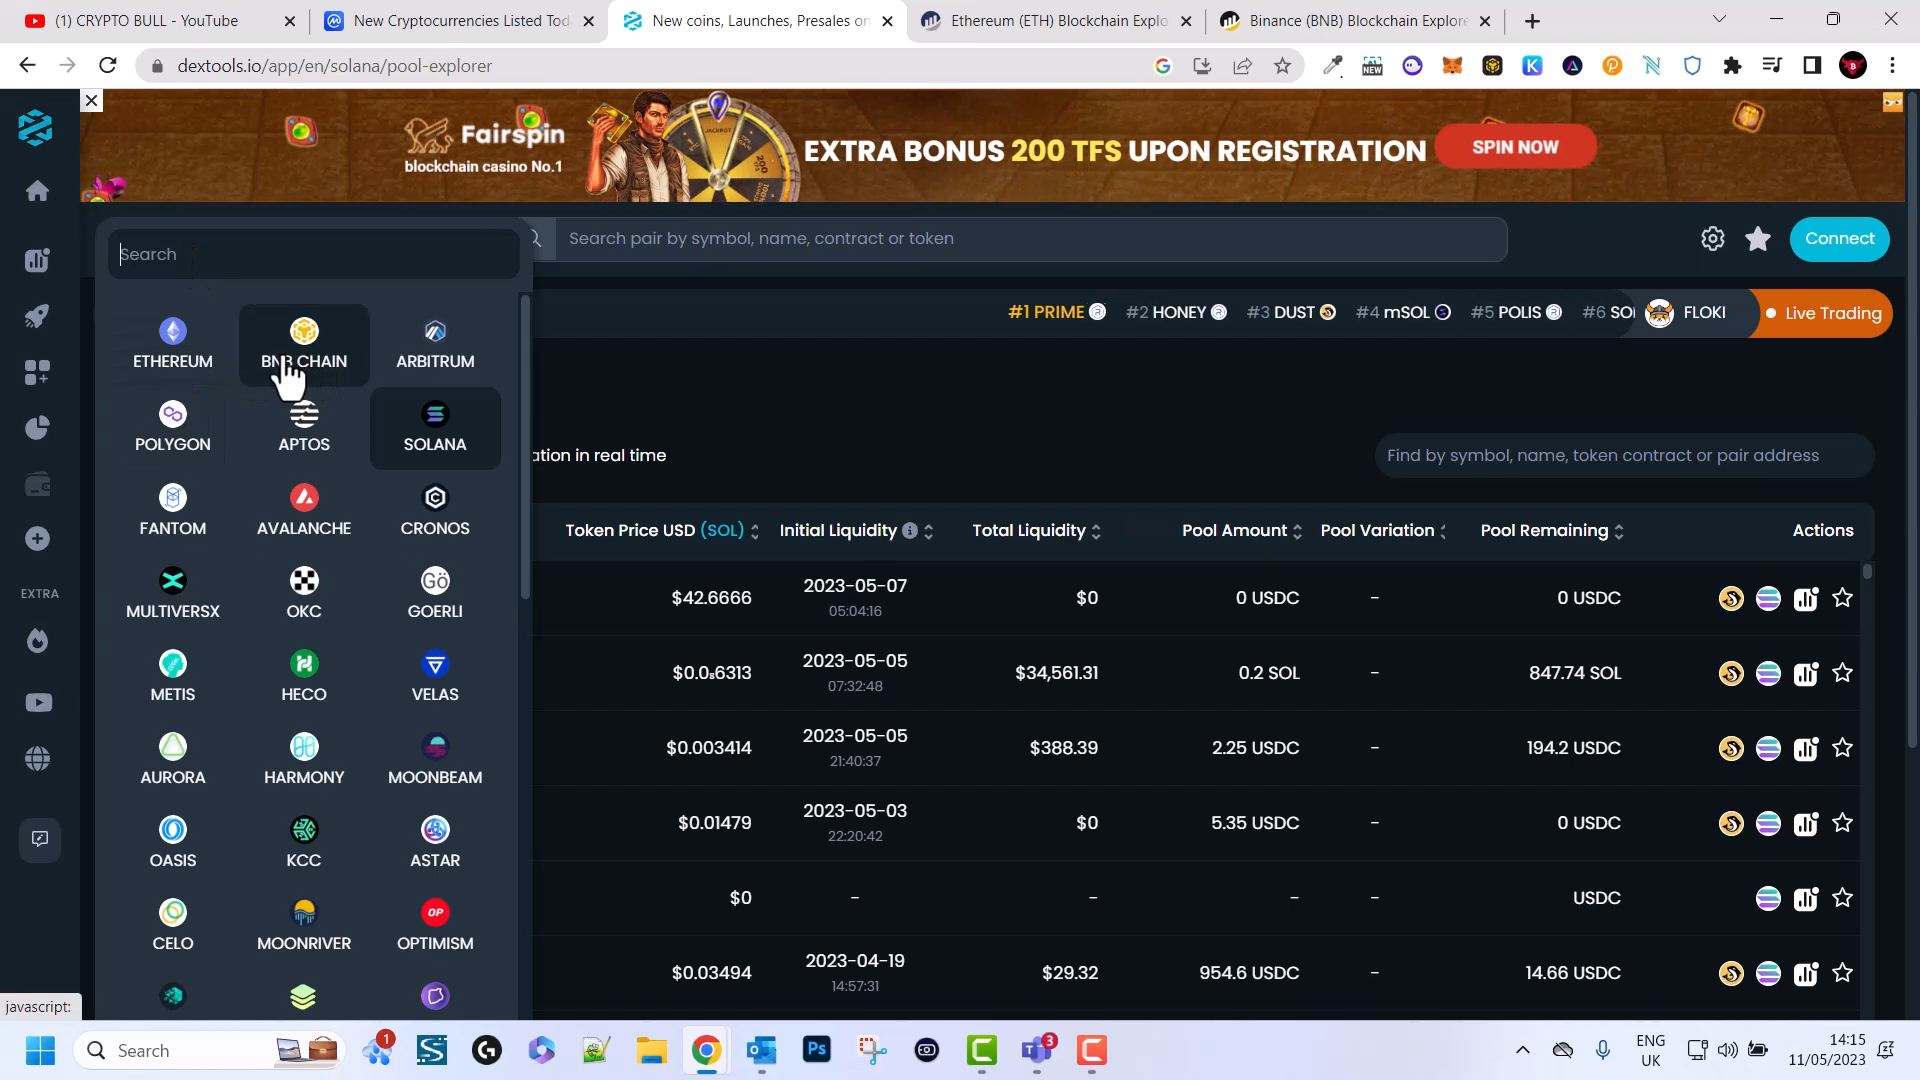 (1) CRYPTO BULL - YouTube
New Cryptocurrencies Listed Tod
New coins, Launches, Presales on
Ethereum (ETH) Blockchain Explo
Binance (BNB) Blockchain Explore
dextools.io/app/en/solana/pool-explorer
NEW
Fairspin
blockchain casino No.1
JACKPOT
EXTRA BONUS 200 TFS UPON REGISTRATION
SPIN NOW
Search
Search pair by symbol, name, contract or token
Connect
#1 PRIME #2 HONEY #3 DUST #4 mSOL #5 POLIS #6 SO
FLOKI
Live Trading
ETHEREUM BNB CHAIN ARBITRUM
POLYGON APTOS SOLANA
FANTOM AVALANCHE CRONOS
MULTIVERSX OKC GOERLI
METIS HECO VELAS
AURORA HARMONY MOONBEAM
OASIS KCC ASTAR
CELO MOONRIVER OPTIMISM
EXTRA
ation in real time
Find by symbol, name, token contract or pair address
Token Price USD (SOL) Initial Liquidity Total Liquidity Pool Amount Pool Variation Pool Remaining Actions
$42.6666 2023-05-07 $0 0 USDC - 0 USDC
05:04:16
$0.0₈6313 2023-05-05 $34,561.31 0.2 SOL - 847.74 SOL
07:32:48
$0.003414 2023-05-05 $388.39 2.25 USDC - 194.2 USDC
21:40:37
$0.01479 2023-05-03 $0 5.35 USDC - 0 USDC
22:20:42
$0 - - - - USDC
$0.03494 2023-04-19 $29.32 954.6 USDC - 14.66 USDC
14:57:31
javascript:
Search
1
Ps
3
ENG
UK
14:15
11/05/2023